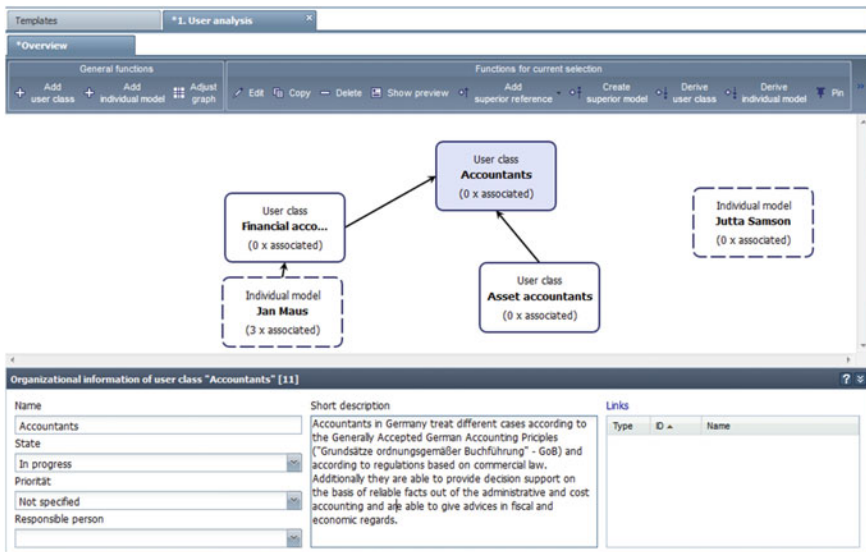 Templates
*1. User analysis ×
*Overview
General functions
Functions for current selection
+ Add user class
+ Add individual model
Adjust graph
Edit
Copy
Delete
Show preview
Add superior reference
Create superior model
Derive user class
Derive individual model
Pin
User class
Accountants
(0 x associated)
User class
Financial acco...
(0 x associated)
Individual model
Jutta Samson
(0 x associated)
User class
Asset accountants
(0 x associated)
Individual model
Jan Maus
(3 x associated)
Organizational information of user class "Accountants" [11]
?
Name
Accountants
State
In progress
Priorität
Not specified
Responsible person
Short description
Accountants in Germany treat different cases according to
the Generally Accepted German Accounting Priciples
("Grundsätze ordnungsgemäßer Buchführung" - GoB) and
according to regulations based on commercial law.
Additionally they are able to provide decision support on
the basis of reliable facts out of the administrative and cost
accounting and are able to give advices in fiscal and
economic regards.
Links
Type ID Name